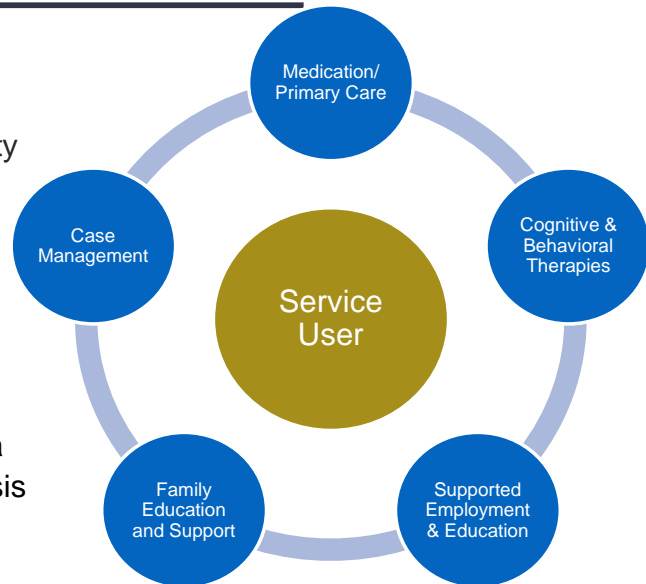 Medication/
Primary Care
Cognitive &
Behavioral
Therapies
Case
Management
Service
User
Family
Education
and Support
Supported
Employment
& Education